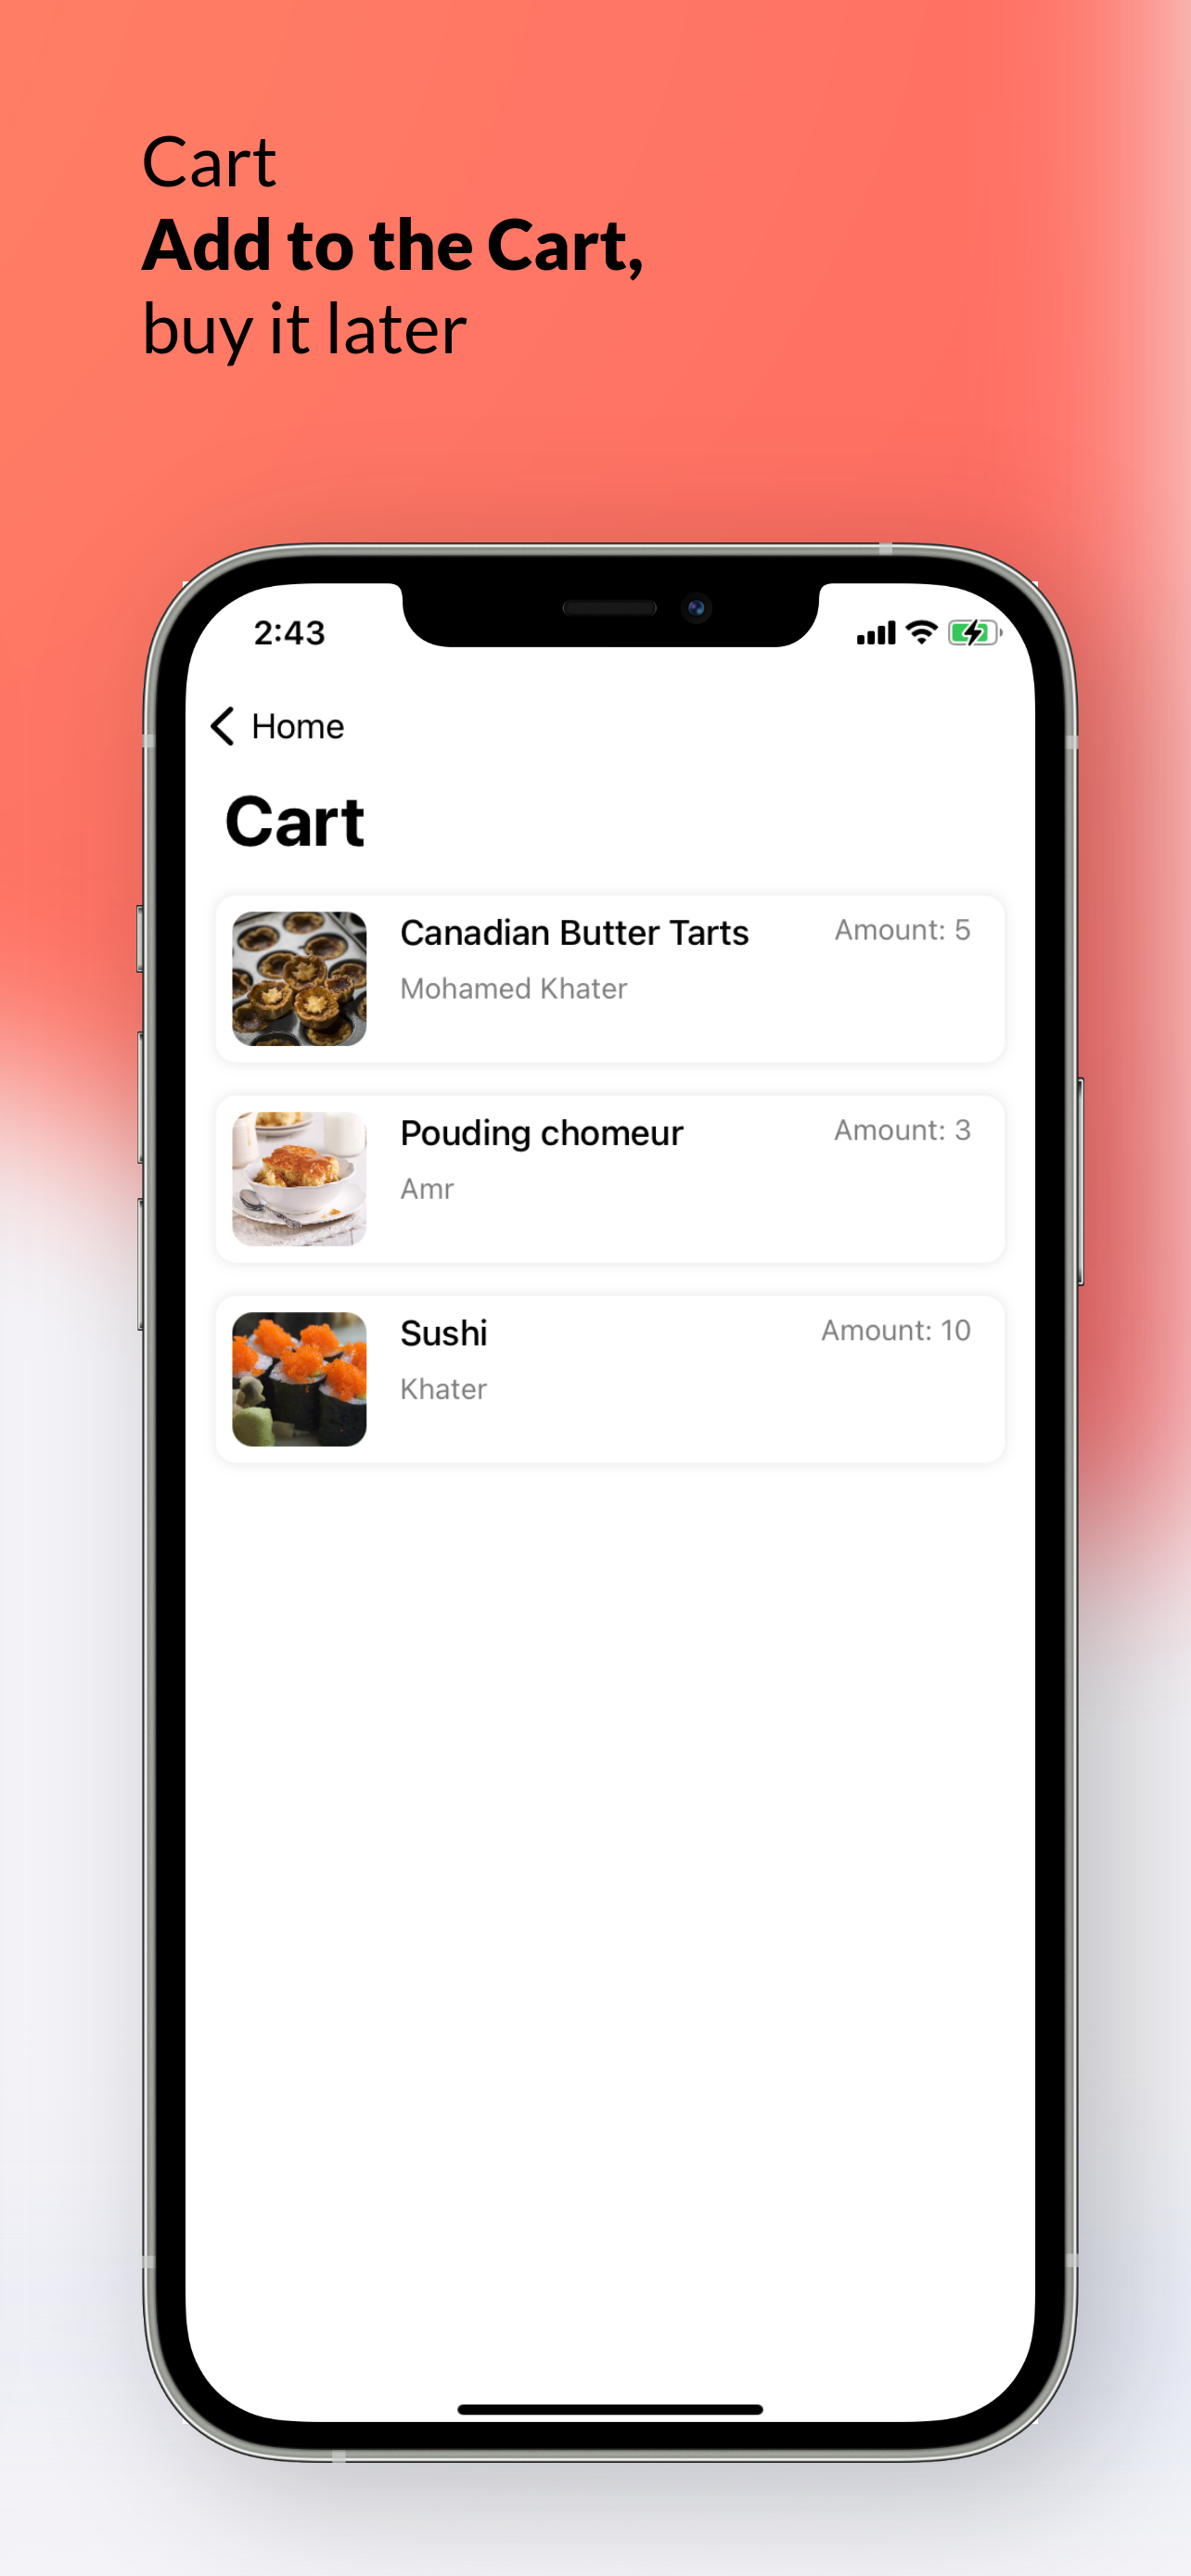 Cart
Add to the Cart,
buy it later
2:43
Home
Cart
Canadian Butter Tarts
Amount: 5
Mohamed Khater
Pouding chomeur
Amount: 3
Amr
Sushi
Amount: 10
Khater